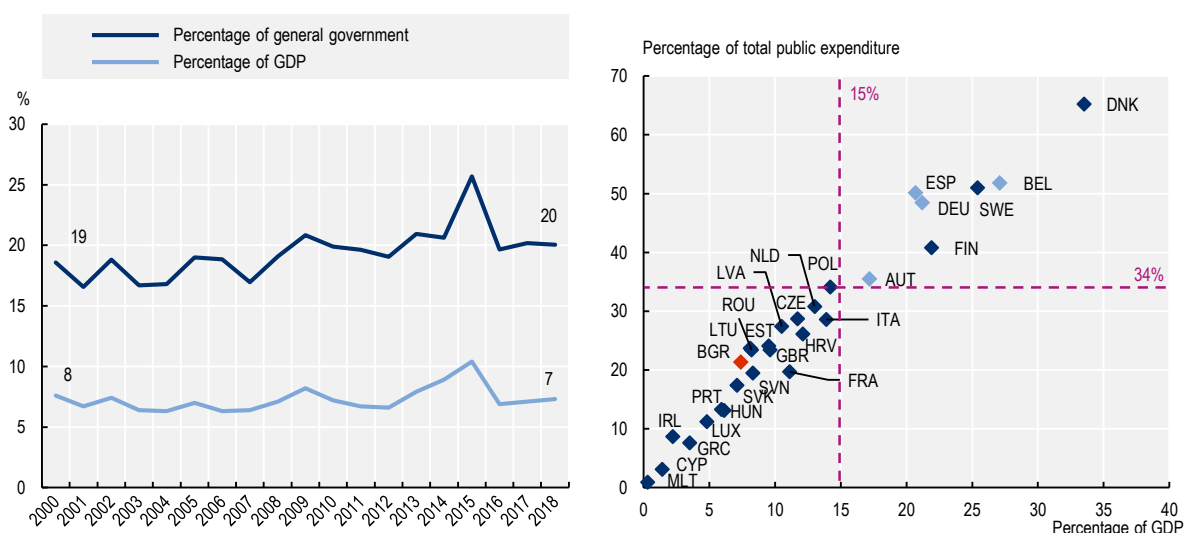 Percentage of general government
Percentage of GDP
%
30
25
20
15
10
5
0
19
20
8
7
2000 2001 2002 2003 2004 2005 2006 2007 2008 2009 2010 2011 2012 2013 2014 2015 2016 2017 2018
Percentage of total public expenditure
70
60
50
40
30
20
10
0
15%
34%
DNK
ESP
BEL
DEU
SWE
FIN
NLD
POL
LVA
AUT
ROU
CZE
ITA
LTU
EST
BGR
GBR
HRV
FRA
SVN
SVK
PRT
HUN
IRL
LUX
GRC
CYP
MLT
0 5 10 15 20 25 30 35 40
Percentage of GDP